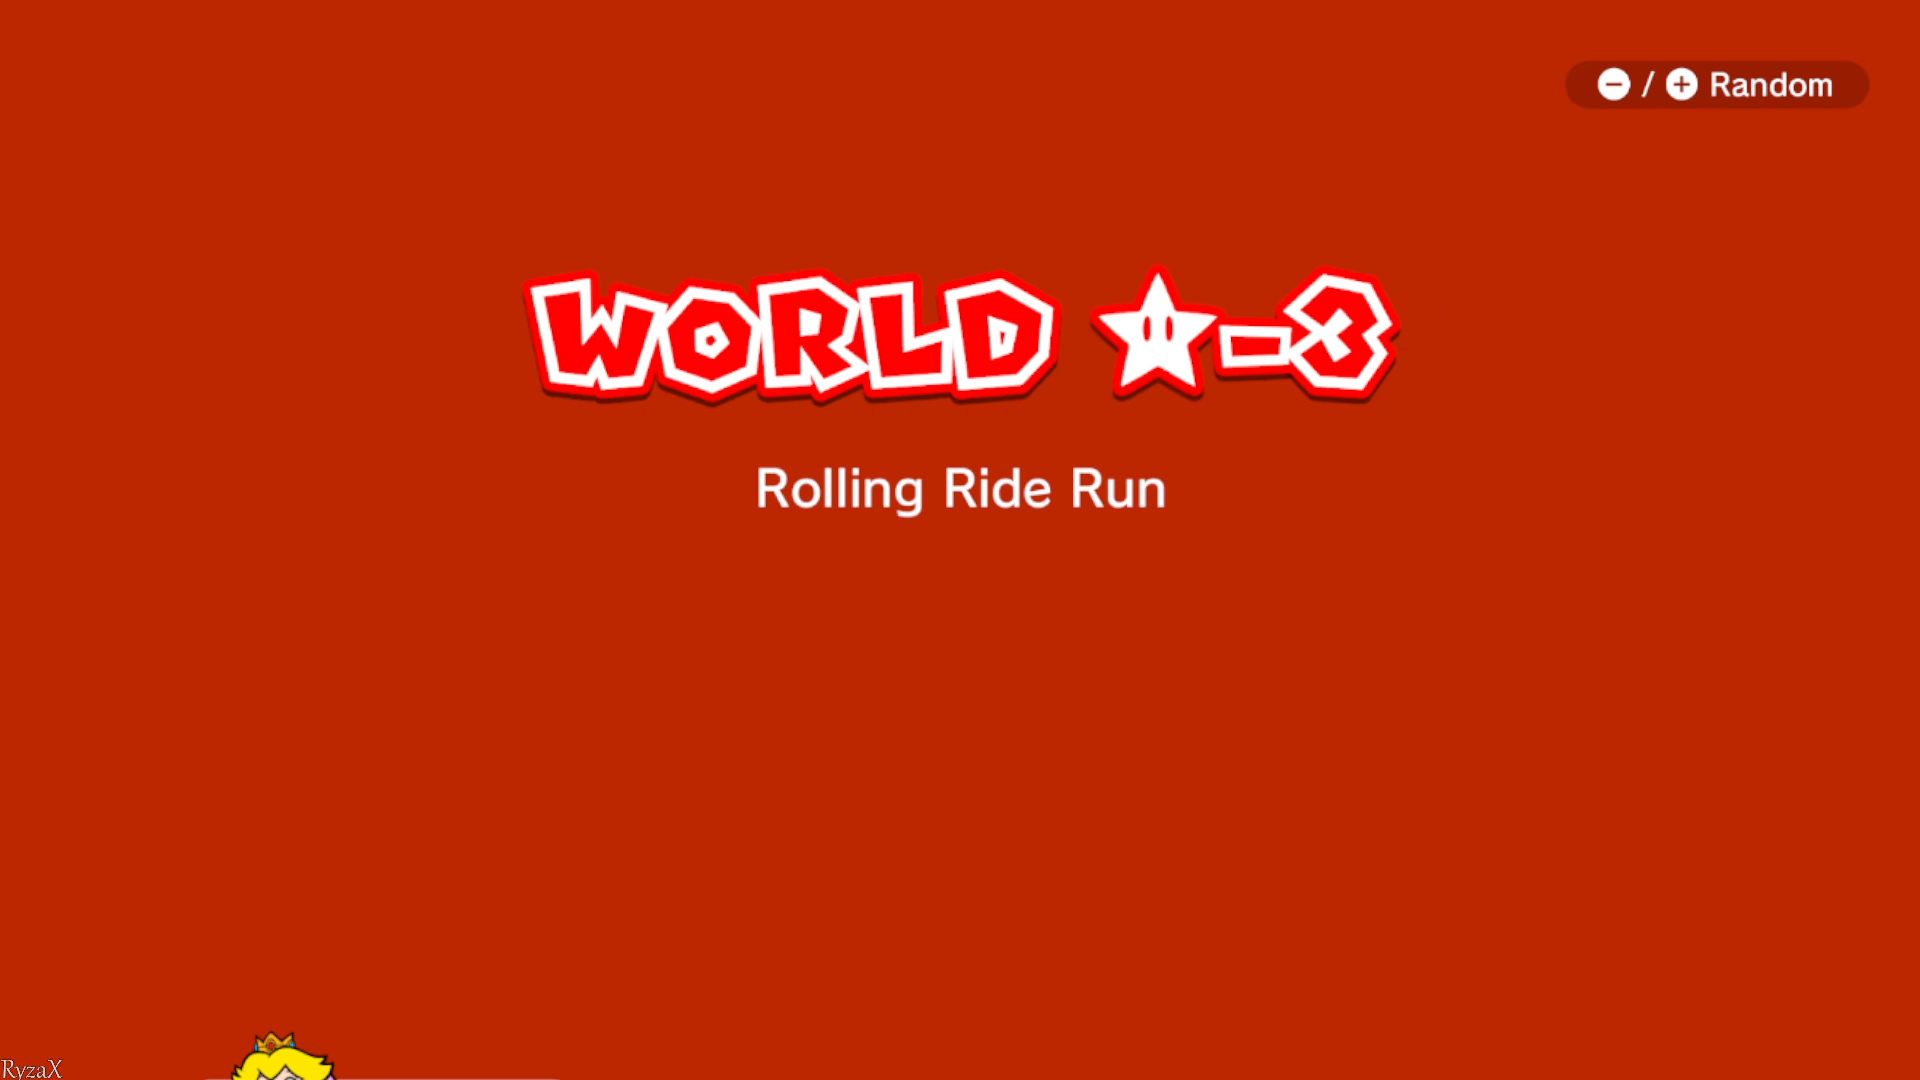 ⊖ / ⊕ Random
WORLD ★-3
Rolling Ride Run
RyzaX